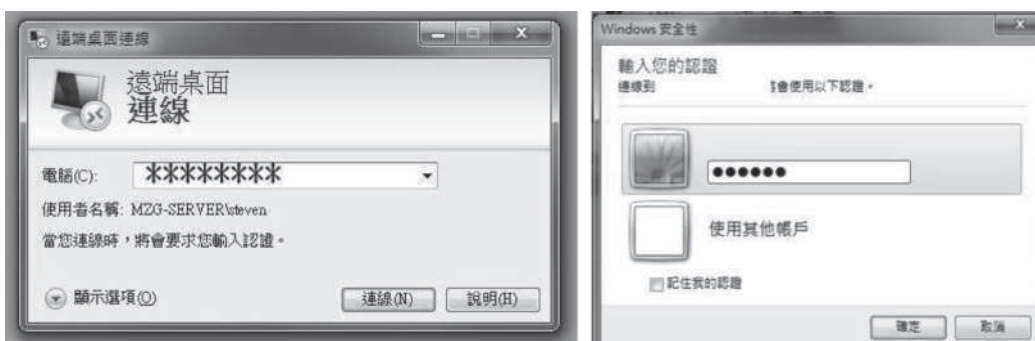 遠端桌面連線
遠端桌面
連線
電腦(C): ********
使用者名稱: MZG-SERVER\steven
當您連線時，將會要求您輸入認證。
顯示選項(O)
連線(N) 說明(H)
Windows 安全性
輸入您的認證
連線到 會使用以下認證。
●●●●●●
使用其他帳戶
記住我的認證
確定 取消